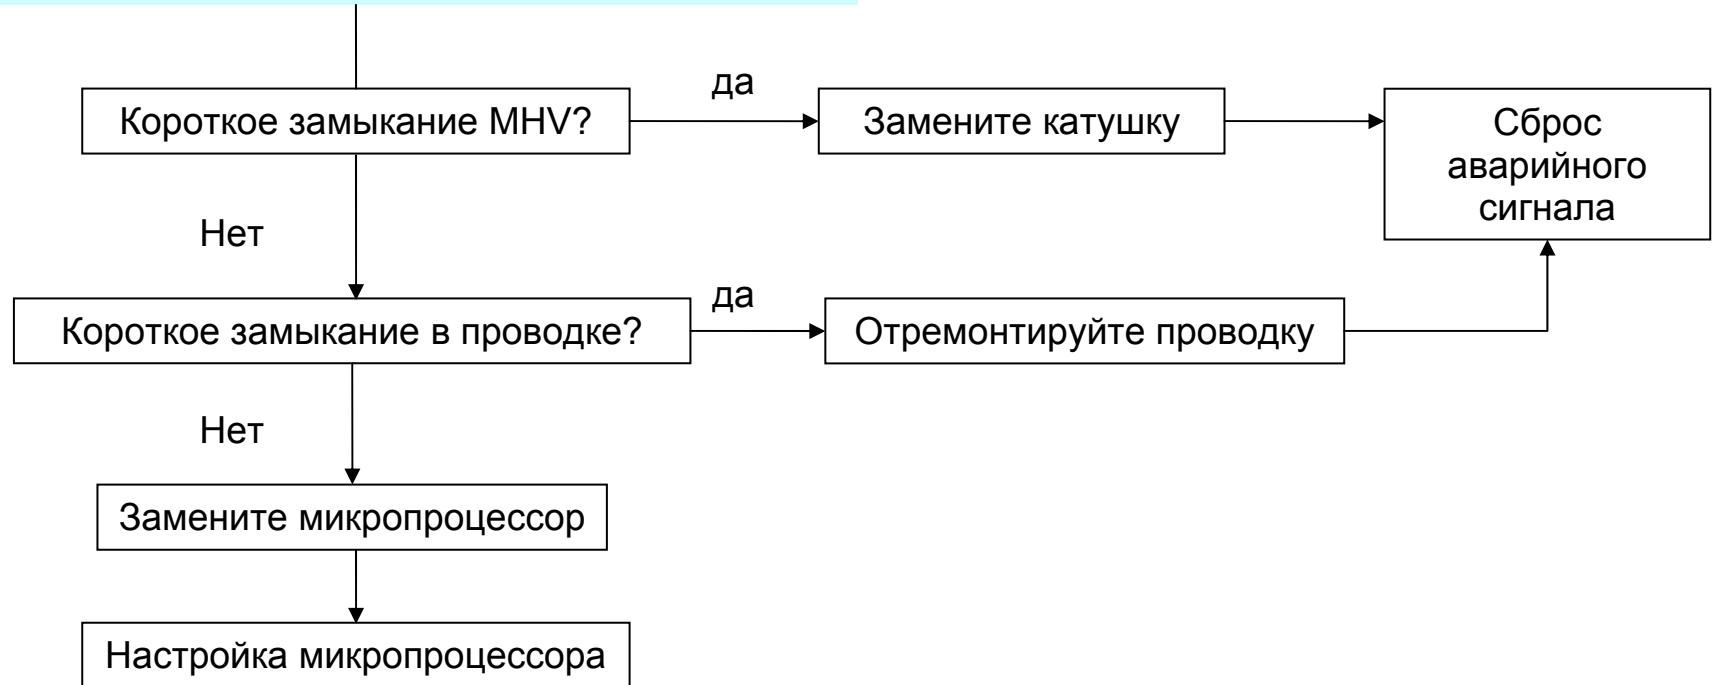 да
Короткое замыкание MHV?
Замените катушку
Сброс
аварийного
сигнала
Нет
да
Короткое замыкание в проводке?
Отремонтируйте проводку
Нет
Замените микропроцессор
Настройка микропроцессора